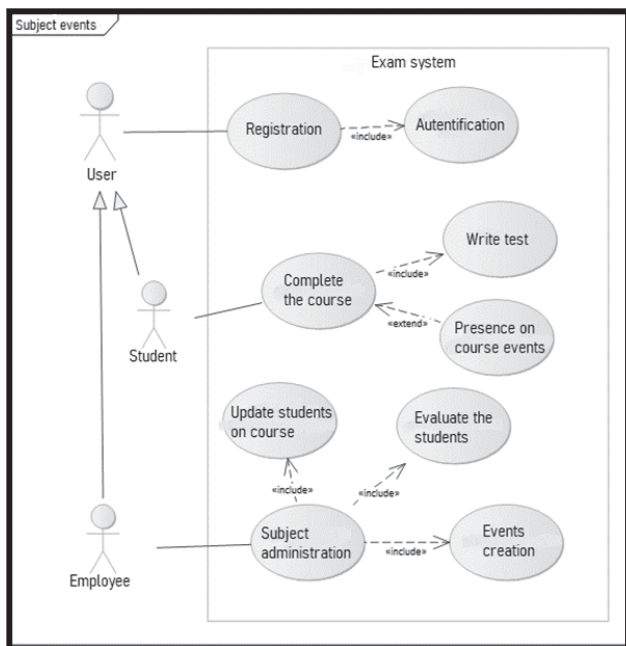 Subject events
Exam system
User
Registration
«include»
Autentification
Write test
Complete
the course
«include»
«extend»
Presence on
course events
Student
Update students
on course
Evaluate the
students
«include»
«include»
Subject
administration
«include»
Events
creation
Employee